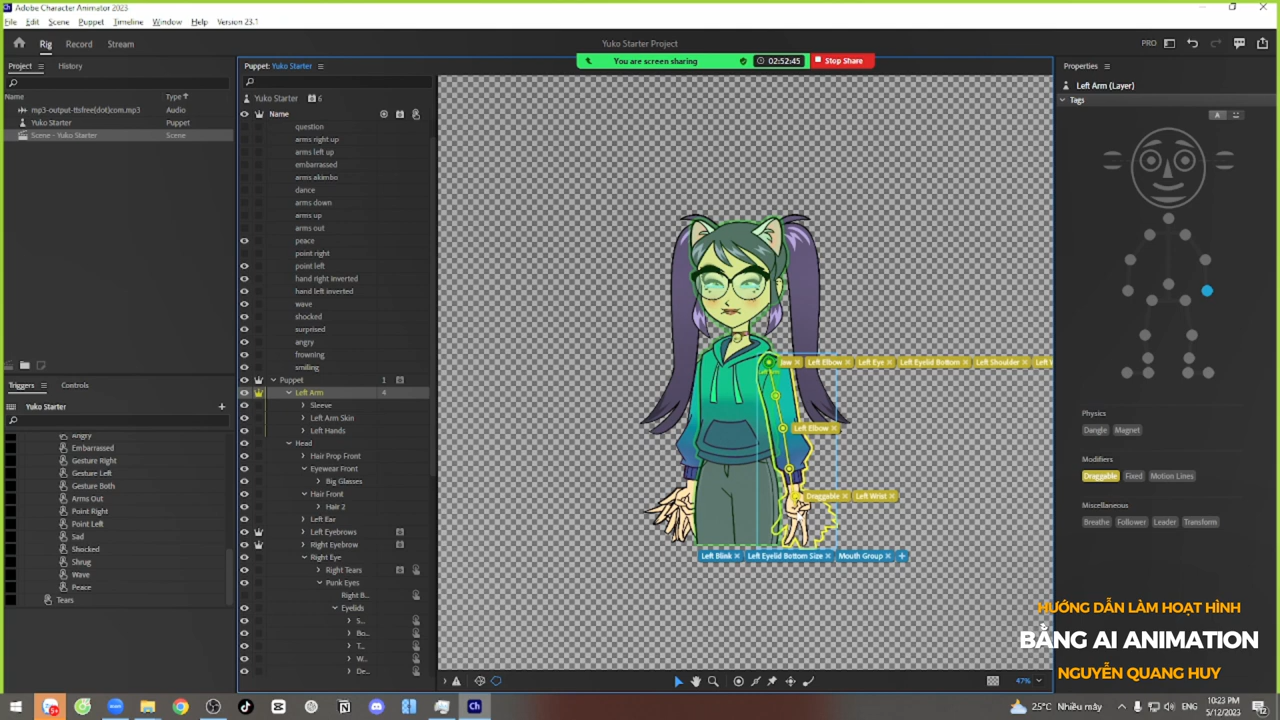 Adobe Character Animator 2023
File Edit Scene Puppet Timeline Window Help Version 23.1
Rig Record Stream
Yuko Starter Project
PRO
You are screen sharing
02:52:45
Stop Share
Project
History
Name Type
mp3-output-ttsfree(dot)com.mp3 Audio
Yuko Starter Puppet
Scene - Yuko Starter Scene
Triggers Controls
Yuko Starter
Angry
Embarrassed
Gesture Right
Gesture Left
Gesture Both
Arms Out
Point Right
Point Left
Sad
Shocked
Shrug
Wave
Peace
Tears
Puppet: Yuko Starter
Yuko Starter 6
Name
question
arms right up
arms left up
embarrassed
arms akimbo
dance
arms down
arms up
arms out
peace
point right
point left
hand right inverted
hand left inverted
wave
shocked
surprised
angry
frowning
smiling
Puppet 1
Left Arm 4
Sleeve
Left Arm Skin
Left Hands
Head
Hair Prop Front
Eyewear Front
Big Glasses
Hair Front
Hair 2
Left Ear
Left Eyebrows
Right Eyebrow
Right Eye
Right Tears
Punk Eyes
Right B...
Eyelids
S...
Bo...
T...
W...
De...
Jaw Left Elbow Left Eye Left Eyelid Bottom Left Shoulder Left W
Left Elbow
Draggable Left Wrist
Left Blink Left Eyelid Bottom Size Mouth Group +
47%
Properties
Left Arm (Layer)
Tags
A
Physics
Dangle Magnet
Modifiers
Draggable Fixed Motion Lines
Miscellaneous
Breathe Follower Leader Transform
HƯỚNG DẪN LÀM HOẠT HÌNH
BẰNG AI ANIMATION
NGUYỄN QUANG HUY
25°C Nhiều mây
10:23 PM
5/12/2023